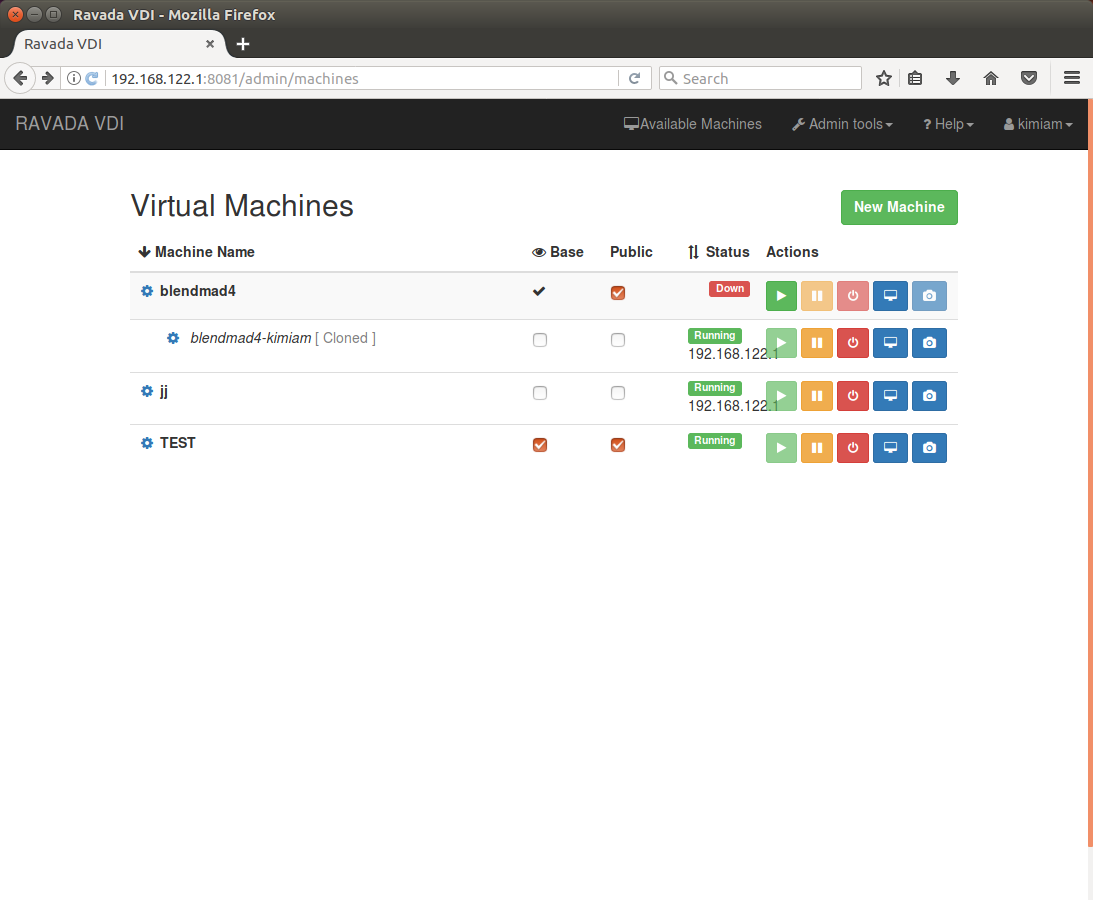 Ravada VDI - Mozilla Firefox
Ravada VDI
192.168.122.1:8081/admin/machines Search
RAVADA VDI Available Machines Admin tools ? Help kimiam
Virtual Machines New Machine
Machine Name Base Public Status Actions
blendmad4 Down
blendmad4-kimiam [ Cloned ] Running
192.168.122.1
jj Running
192.168.122.1
TEST Running